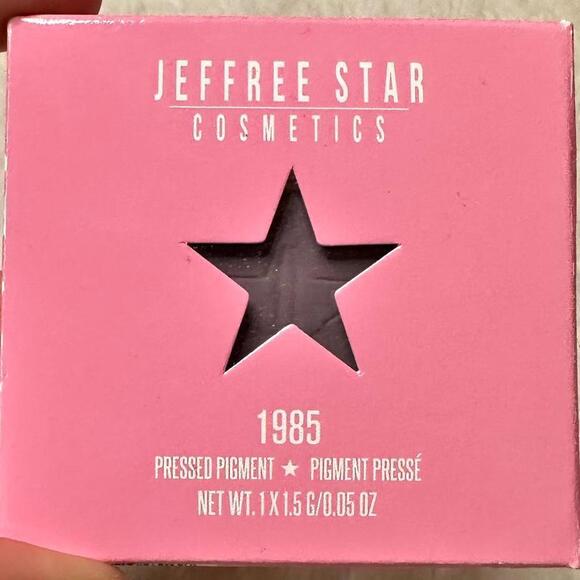 JEFFREE STAR
COSMETICS
1985
PRESSED PIGMENT ★ PIGMENT PRESSÉ
NET WT. 1 X 1.5 G/0.05 OZ